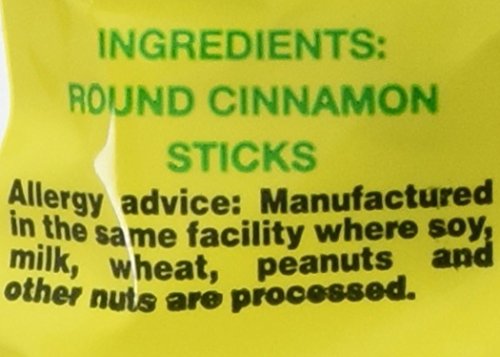 INGREDIENTS:
ROUND CINNAMON
STICKS
Allergy advice: Manufactured
in the same facility where soy,
milk, wheat, peanuts and
other nuts are processed.